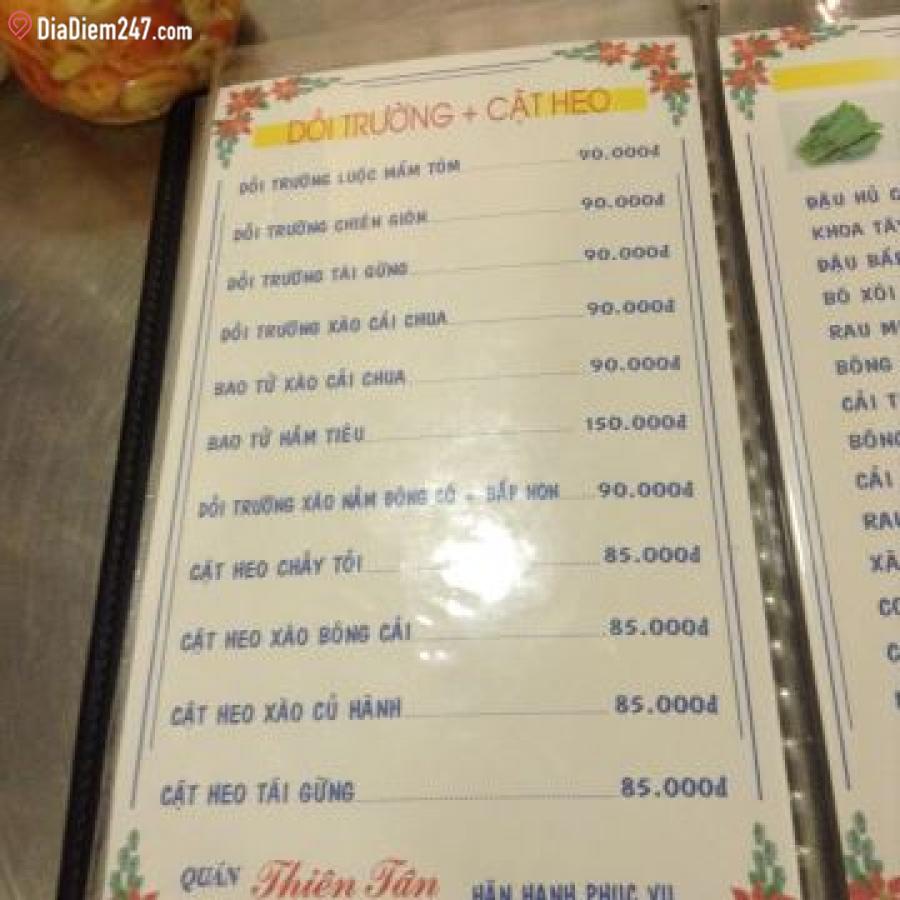 DiaDiem247.com
DỒI TRƯỜNG + CẬT HEO
DỒI TRƯỜNG LUỘC MẮM TÔM 90.000đ
DỒI TRƯỜNG CHIÊN GIÒN 90.000đ
DỒI TRƯỜNG TÁI GỪNG 90.000đ
DỒI TRƯỜNG XÀO CẢI CHUA 90.000đ
BAO TỬ XÀO CẢI CHUA 90.000đ
BAO TỬ HẦM TIÊU 150.000đ
DỒI TRƯỜNG XÀO NẤM ĐÔNG CÔ + BẮP NON 90.000đ
CẬT HEO CHÁY TỎI 85.000đ
CẬT HEO XÀO BÔNG CẢI 85.000đ
CẬT HEO XÀO CỦ HÀNH 85.000đ
CẬT HEO TÁI GỪNG 85.000đ
QUÁN Thiên Tân HÂN HẠNH PHỤC VỤ
ĐẬU HỦ
KHOA
ĐẬU
BÓ XÔI
RAU
BÔNG
CẢI
BÔNG
CẢI
RAU